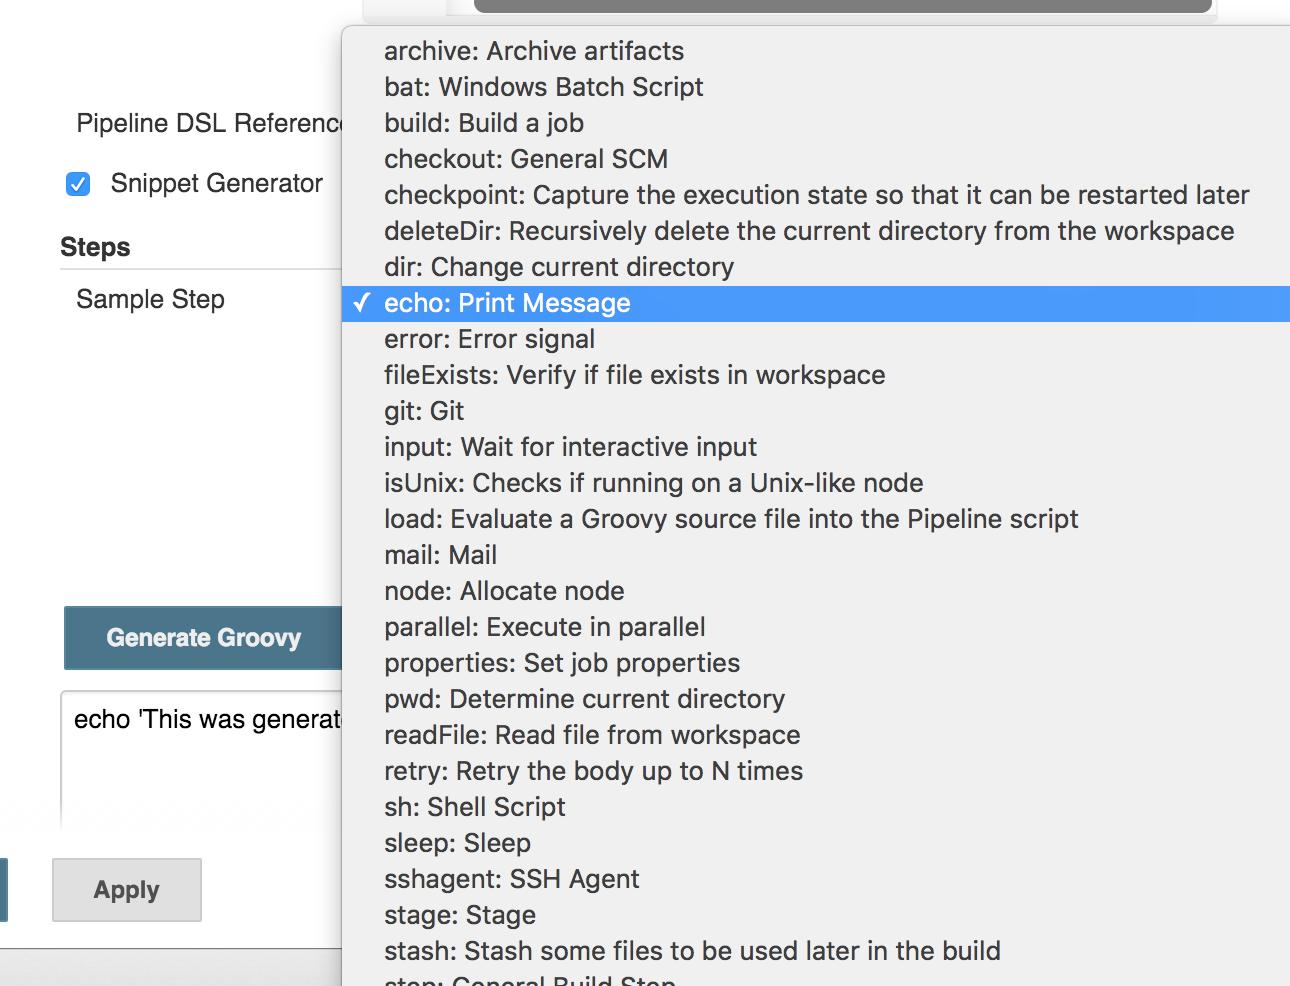 archive: Archive artifacts
bat: Windows Batch Script
Pipeline DSL Reference
build: Build a job
checkout: General SCM
Snippet Generator
checkpoint: Capture the execution state so that it can be restarted later
deleteDir: Recursively delete the current directory from the workspace
Steps
dir: Change current directory
Sample Step
echo: Print Message
error: Error signal
fileExists: Verify if file exists in workspace
git: Git
input: Wait for interactive input
isUnix: Checks if running on a Unix-like node
load: Evaluate a Groovy source file into the Pipeline script
mail: Mail
node: Allocate node
parallel: Execute in parallel
Generate Groovy
properties: Set job properties
pwd: Determine current directory
echo 'This was generat
readFile: Read file from workspace
retry: Retry the body up to N times
sh: Shell Script
sleep: Sleep
sshagent: SSH Agent
Apply
stage: Stage
stash: Stash some files to be used later in the build
step: General Build Step